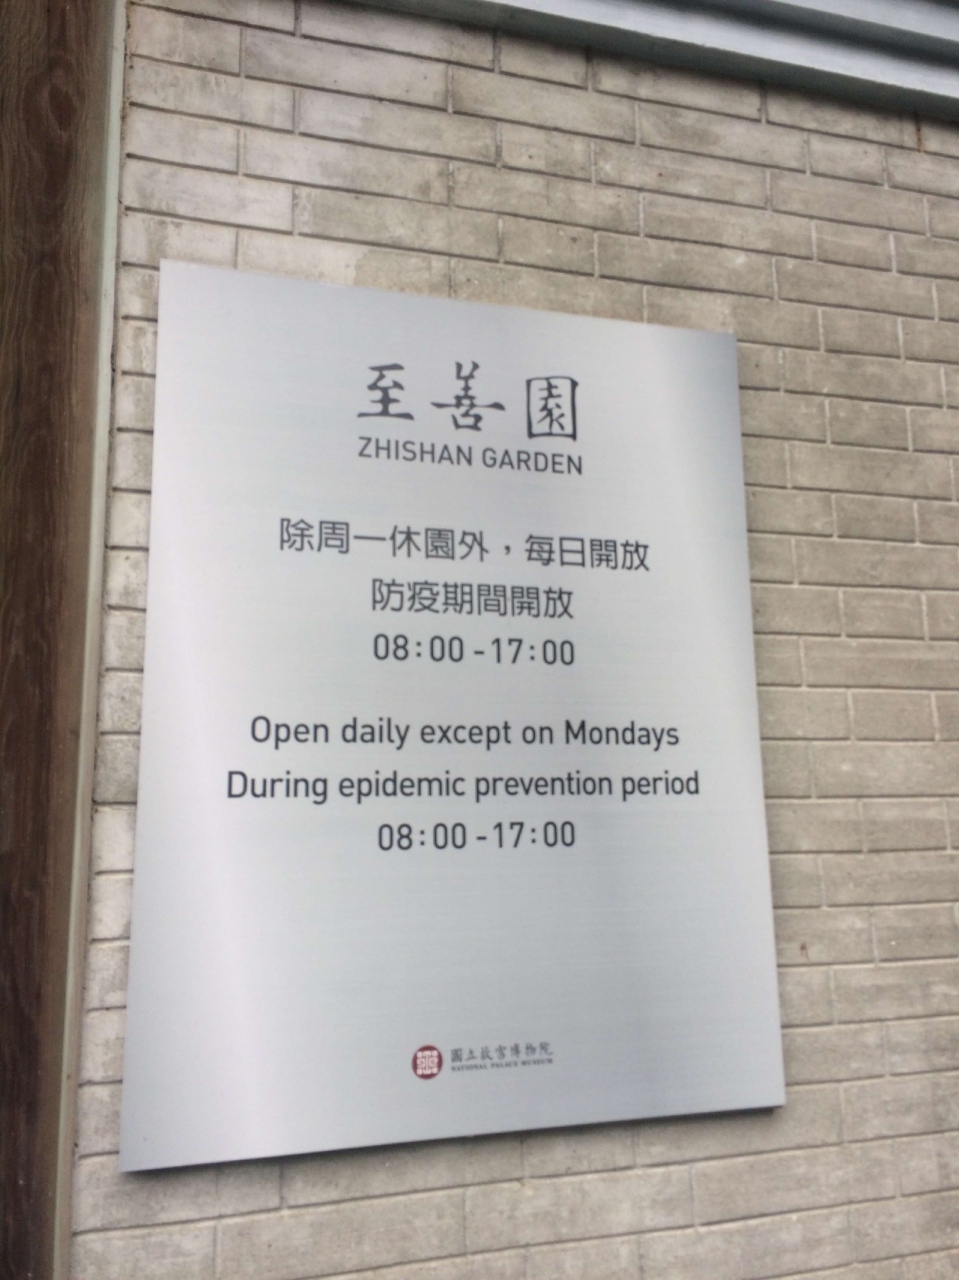 至善園
ZHISHAN GARDEN
除周一休園外，每日開放
防疫期間開放
08:00-17:00
Open daily except on Mondays
During epidemic prevention period
08:00-17:00
國立故宮博物院
NATIONAL PALACE MUSEUM